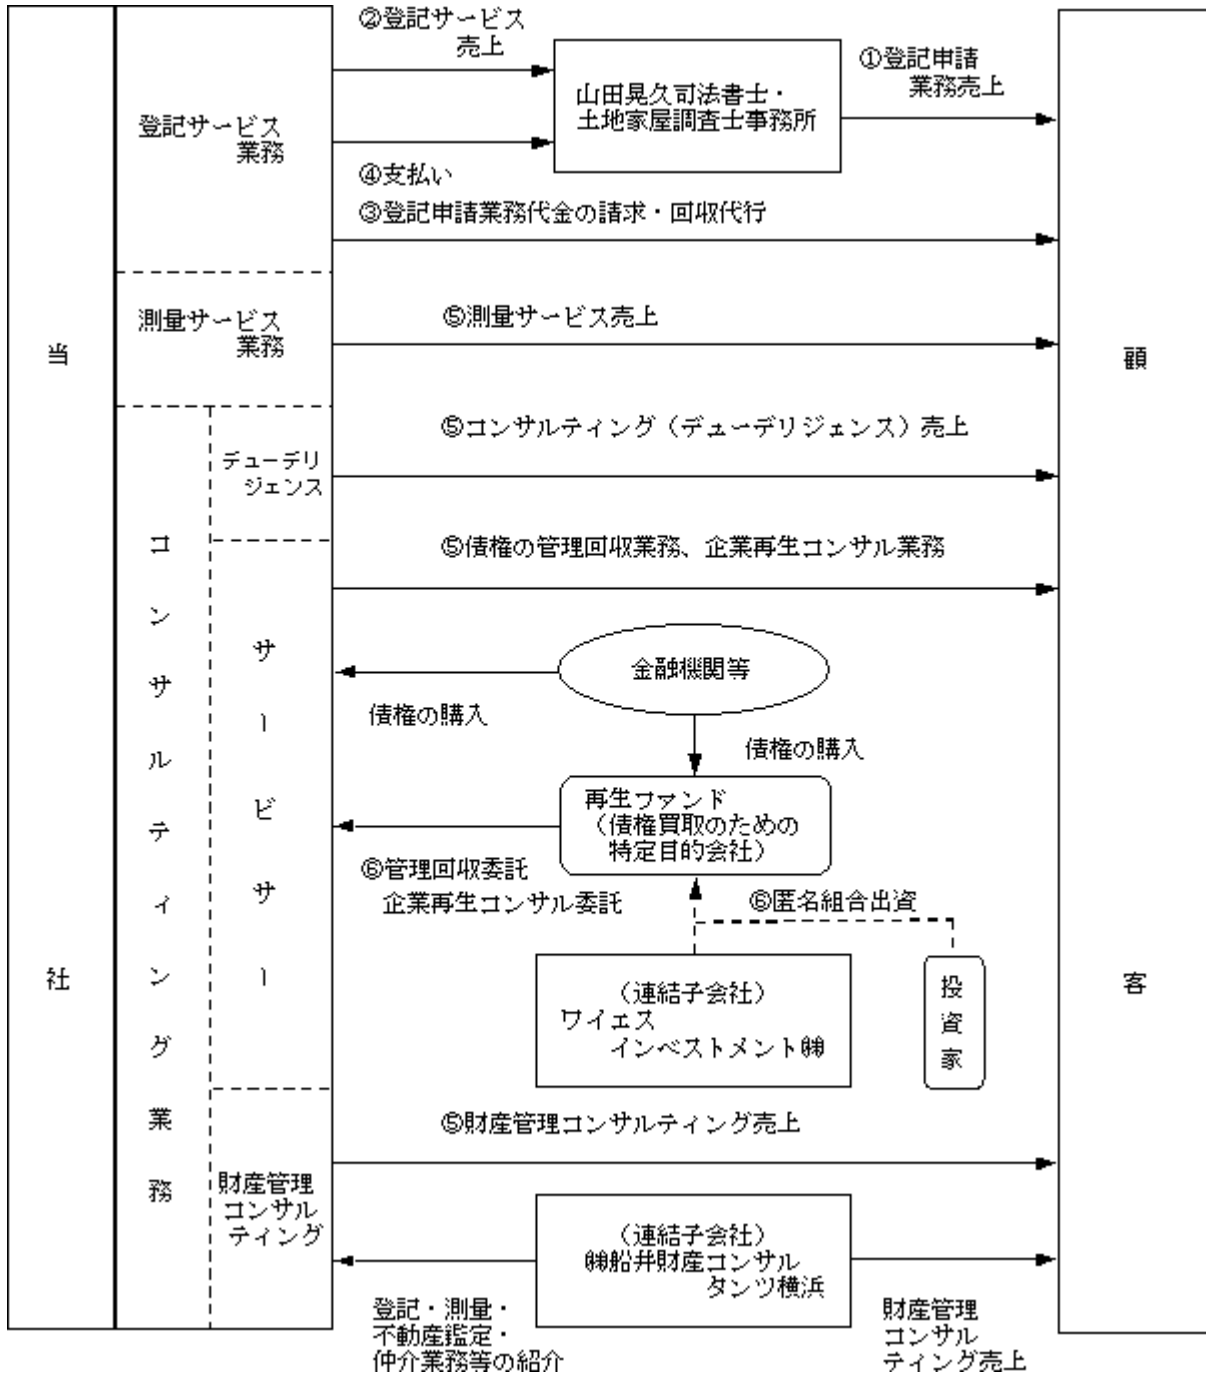 ②登記サービス
売上
①登記申請
業務売上
山田晃久司法書士・
土地家屋調査士事務所
登記サービス
業務
④支払い
③登記申請業務代金の請求・回収代行
測量サービス
業務
⑤測量サービス売上
当
社
顧
客
⑤コンサルティング（デューデリジェンス）売上
デューデリ
ジェンス
コンサルティング業務
⑤債権の管理回収業務、企業再生コンサル業務
サービサー
金融機関等
債権の購入
債権の購入
再生ファンド
（債権買取のための
特定目的会社）
⑥管理回収委託
企業再生コンサル委託
⑥匿名組合出資
（連結子会社）
ワイエス
インベストメント㈱
投資家
⑤財産管理コンサルティング売上
財産管理
コンサル
ティング
（連結子会社）
㈱船井財産コンサル
タンツ横浜
登記・測量・
不動産鑑定・
仲介業務等の紹介
財産管理
コンサル
ティング売上